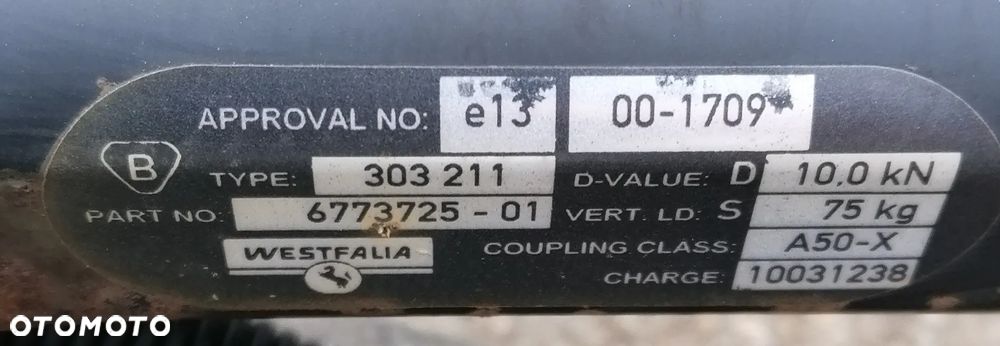 APPROVAL NO: e13 00-1709
B
TYPE: 303 211 D-VALUE: D 10,0 kN
PART NO: 6773725-01 VERT. LD: S 75 kg
WESTFALIA COUPLING CLASS: A50-X
CHARGE: 10031238
OTOMOTO